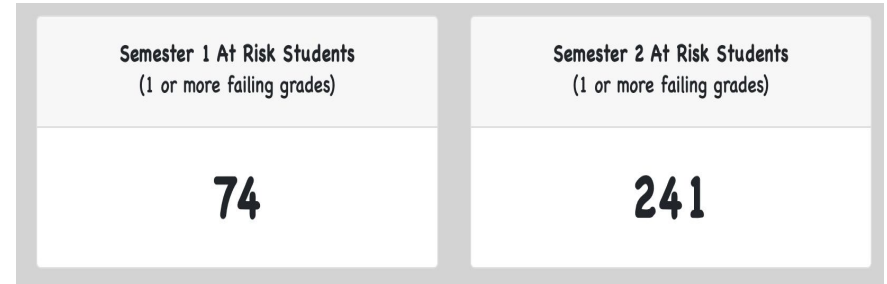 Semester 1 At Risk Students
(1 or more failing grades)
74
Semester 2 At Risk Students
(1 or more failing grades)
241